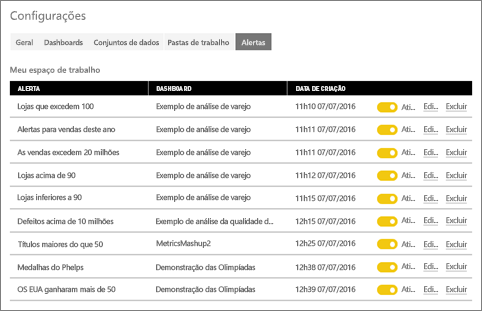 Configurações
Geral Dashboards Conjuntos de dados Pastas de trabalho Alertas
Meu espaço de trabalho
ALERTA DASHBOARD DATA DE CRIAÇÃO
Lojas que excedem 100 Exemplo de análise de varejo 11h10 07/07/2016 Ati... Edi... Excluir
Alertas para vendas deste ano Exemplo de análise de varejo 11h11 07/07/2016 Ati... Edi... Excluir
As vendas excedem 20 milhões Exemplo de análise de varejo 11h11 07/07/2016 Ati... Edi... Excluir
Lojas acima de 90 Exemplo de análise de varejo 11h12 07/07/2016 Ati... Edi... Excluir
Lojas inferiores a 90 Exemplo de análise de varejo 11h15 07/07/2016 Ati... Edi... Excluir
Defeitos acima de 10 milhões Exemplo de análise da qualidade d... 12h15 07/07/2016 Ati... Edi... Excluir
Títulos maiores do que 50 MetricsMashup2 12h25 07/07/2016 Ati... Edi... Excluir
Medalhas do Phelps Demonstração das Olimpíadas 12h38 07/07/2016 Ati... Edi... Excluir
OS EUA ganharam mais de 50 Demonstração das Olimpíadas 12h39 07/07/2016 Ati... Edi... Excluir